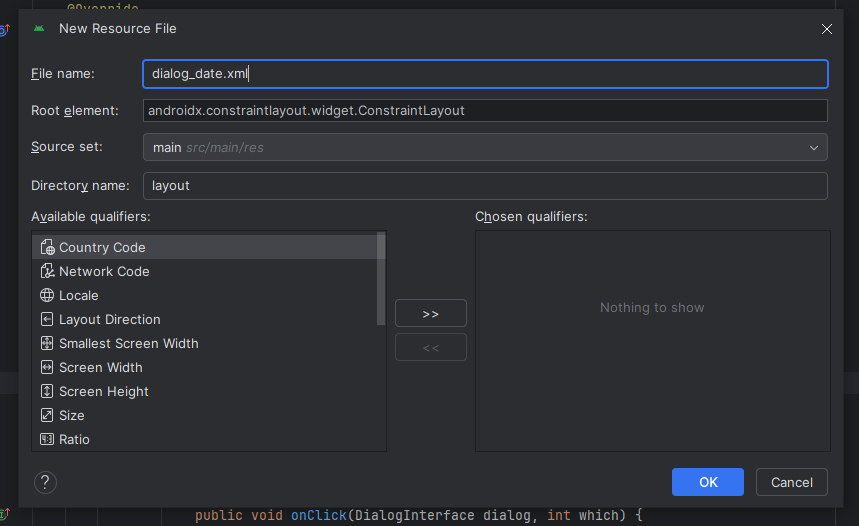 @Override
New Resource File
File name:
dialog_date.xml
Root element:
androidx.constraintlayout.widget.ConstraintLayout
Source set:
main src/main/res
Directory name:
layout
Available qualifiers:
Chosen qualifiers:
Country Code
Network Code
Locale
Layout Direction
Smallest Screen Width
Screen Width
Screen Height
Size
Ratio
>>
<<
Nothing to show
?
OK
Cancel
public void onClick(DialogInterface dialog, int which) {